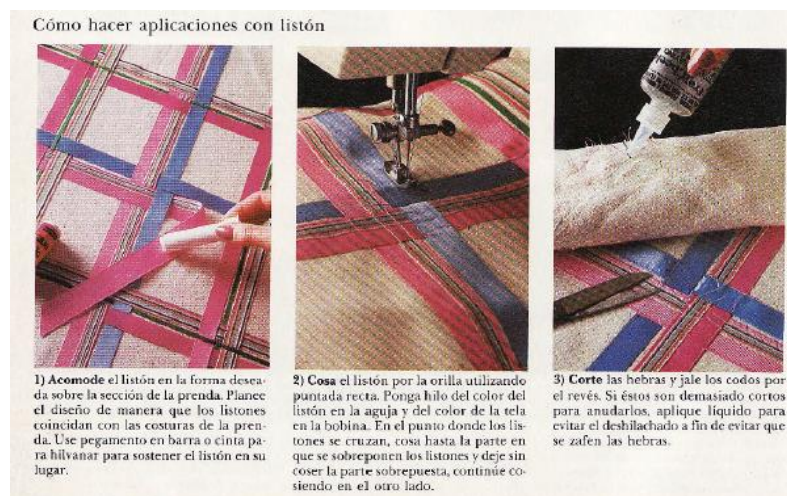 Cómo hacer aplicaciones con listón
1) Acomode el listón en la forma desea-
da sobre la sección de la prenda. Planee
el diseño de manera que los listones
coincidan con las costuras de la pren-
da. Use pegamento en barra o cinta pa-
ra hilvanar para sostener el listón en su
lugar.
2) Cosa el listón por la orilla utilizando
puntada recta. Ponga hilo del color del
listón en la aguja y del color de la tela
en la bobina. En el punto donde los lis-
tones se cruzan, cosa hasta la parte en
que se sobreponen los listones y deje sin
coser la parte sobrepuesta, continúe co-
siendo en el otro lado.
3) Corte las hebras y jale los codos por
el revés. Si éstos son demasiado cortos
para anudarlos, aplique líquido para
evitar el deshilachado a fin de evitar que
se zafen las hebras.